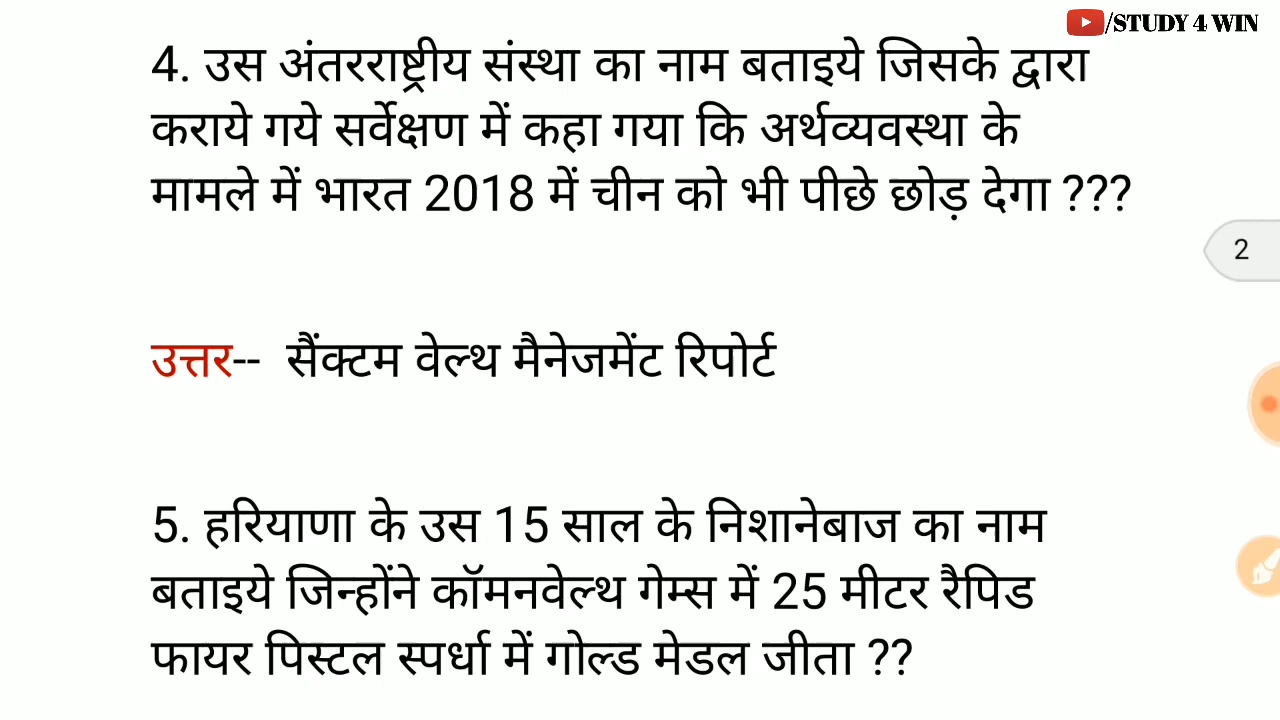 /STUDY 4 WIN
4. उस अंतरराष्ट्रीय संस्था का नाम बताइये जिसके द्वारा
कराये गये सर्वेक्षण में कहा गया कि अर्थव्यवस्था के
मामले में भारत 2018 में चीन को भी पीछे छोड़ देगा ???
2
उत्तर-- सैंक्टम वेल्थ मैनेजमेंट रिपोर्ट
5. हरियाणा के उस 15 साल के निशानेबाज का नाम
बताइये जिन्होंने कॉमनवेल्थ गेम्स में 25 मीटर रैपिड
फायर पिस्टल स्पर्धा में गोल्ड मेडल जीता ??